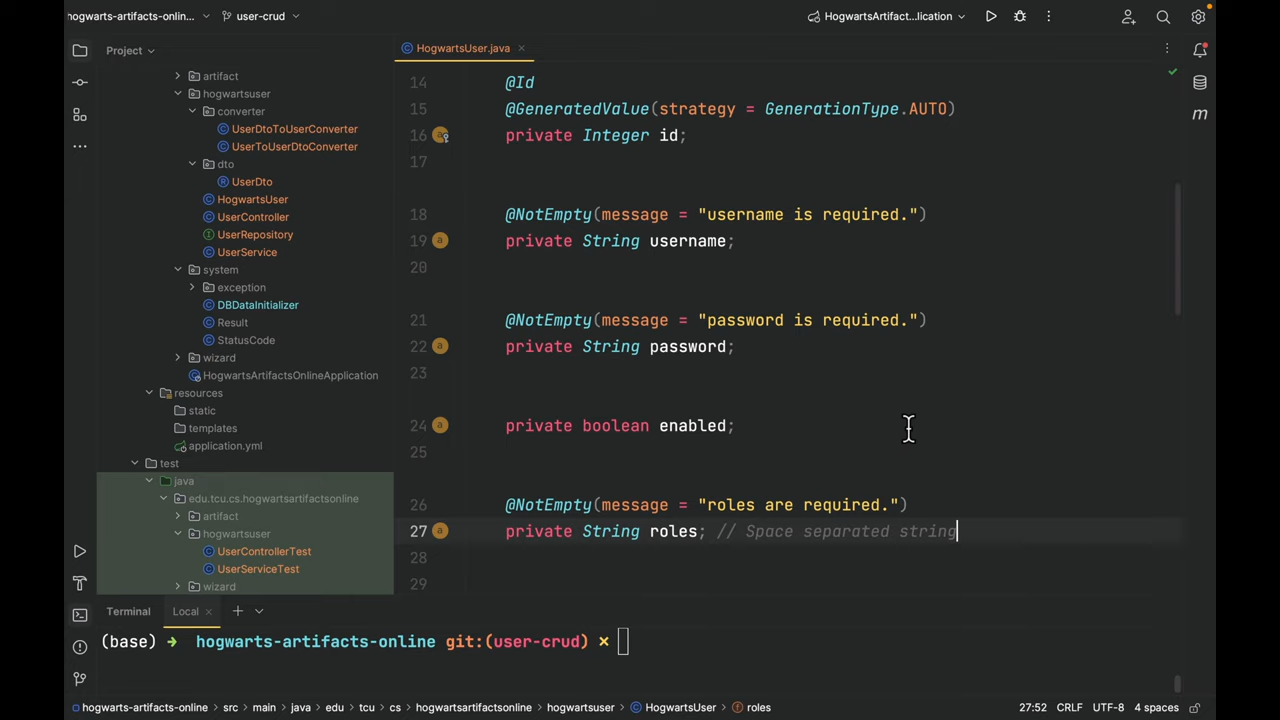 hogwarts-artifacts-onlin...
user-crud
HogwartsArtifact...lication
Project
artifact
hogwartsuser
converter
UserDtoToUserConverter
UserToUserDtoConverter
dto
UserDto
HogwartsUser
UserController
UserRepository
UserService
system
exception
DBDataInitializer
Result
StatusCode
wizard
HogwartsArtifactsOnlineApplication
resources
static
templates
application.yml
test
java
edu.tcu.cs.hogwartsartifactsonline
artifact
hogwartsuser
UserControllerTest
UserServiceTest
wizard
HogwartsUser.java
14 @Id
15 @GeneratedValue(strategy = GenerationType.AUTO)
16 private Integer id;
17
18 @NotEmpty(message = "username is required.")
19 private String username;
20
21 @NotEmpty(message = "password is required.")
22 private String password;
23
24 private boolean enabled;
25
26 @NotEmpty(message = "roles are required.")
27 private String roles; // Space separated string
28
29
Terminal Local
(base) → hogwarts-artifacts-online git:(user-crud) ×
hogwarts-artifacts-online > src > main > java > edu > tcu > cs > hogwartsartifactsonline > hogwartsuser > HogwartsUser > roles 27:52 CRLF UTF-8 4 spaces